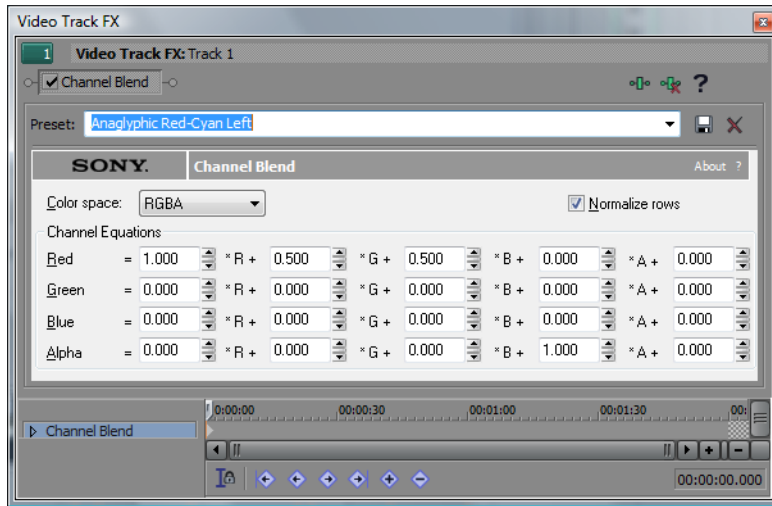 Video Track FX
1 Video Track FX: Track 1
Channel Blend ?
Preset: Anaglyphic Red-Cyan Left
SONY. Channel Blend About ?
Color space: RGBA Normalize rows
Channel Equations
Red = 1.000 * R + 0.500 * G + 0.500 * B + 0.000 * A + 0.000
Green = 0.000 * R + 0.000 * G + 0.000 * B + 0.000 * A + 0.000
Blue = 0.000 * R + 0.000 * G + 0.000 * B + 0.000 * A + 0.000
Alpha = 0.000 * R + 0.000 * G + 0.000 * B + 1.000 * A + 0.000
0:00:00 00:00:30 00:01:00 00:01:30 00:
Channel Blend
00:00:00.000